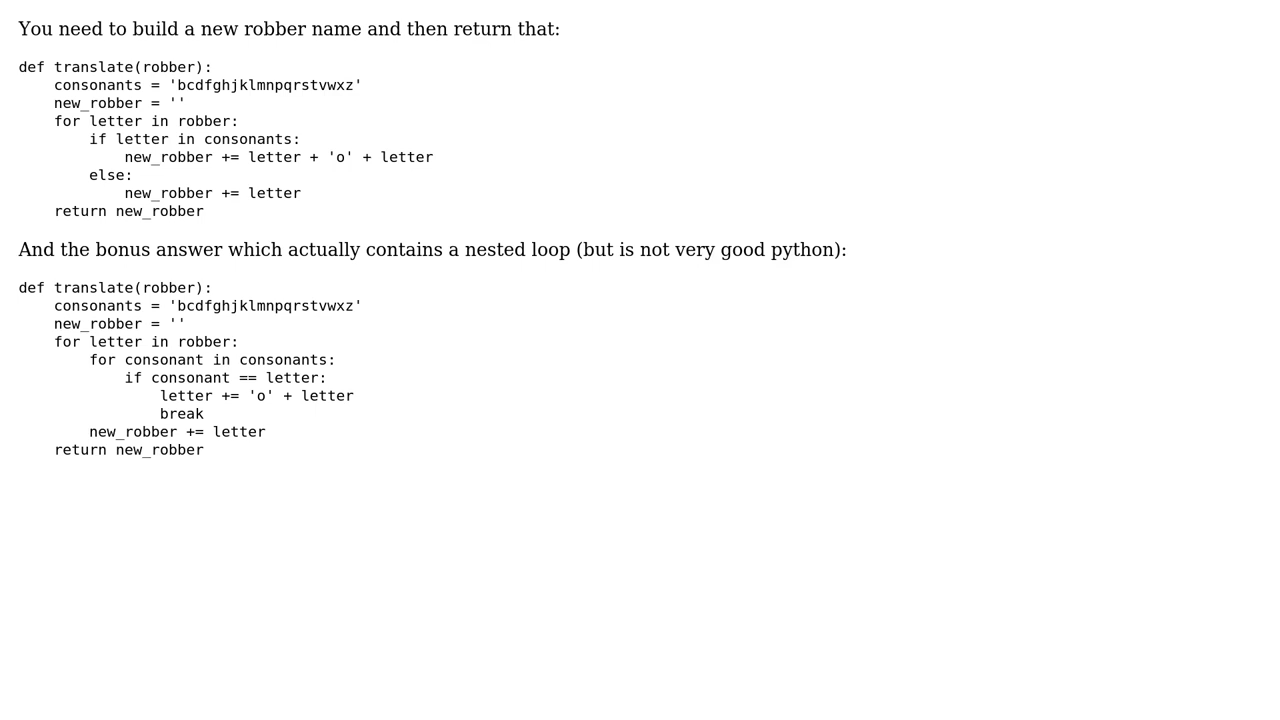 You need to build a new robber name and then return that:
def translate(robber):
    consonants = 'bcdfghjklmnpqrstvwxz'
    new_robber = ''
    for letter in robber:
        if letter in consonants:
            new_robber += letter + 'o' + letter
        else:
            new_robber += letter
    return new_robber
And the bonus answer which actually contains a nested loop (but is not very good python):
def translate(robber):
    consonants = 'bcdfghjklmnpqrstvwxz'
    new_robber = ''
    for letter in robber:
        for consonant in consonants:
            if consonant == letter:
                letter += 'o' + letter
                break
        new_robber += letter
    return new_robber